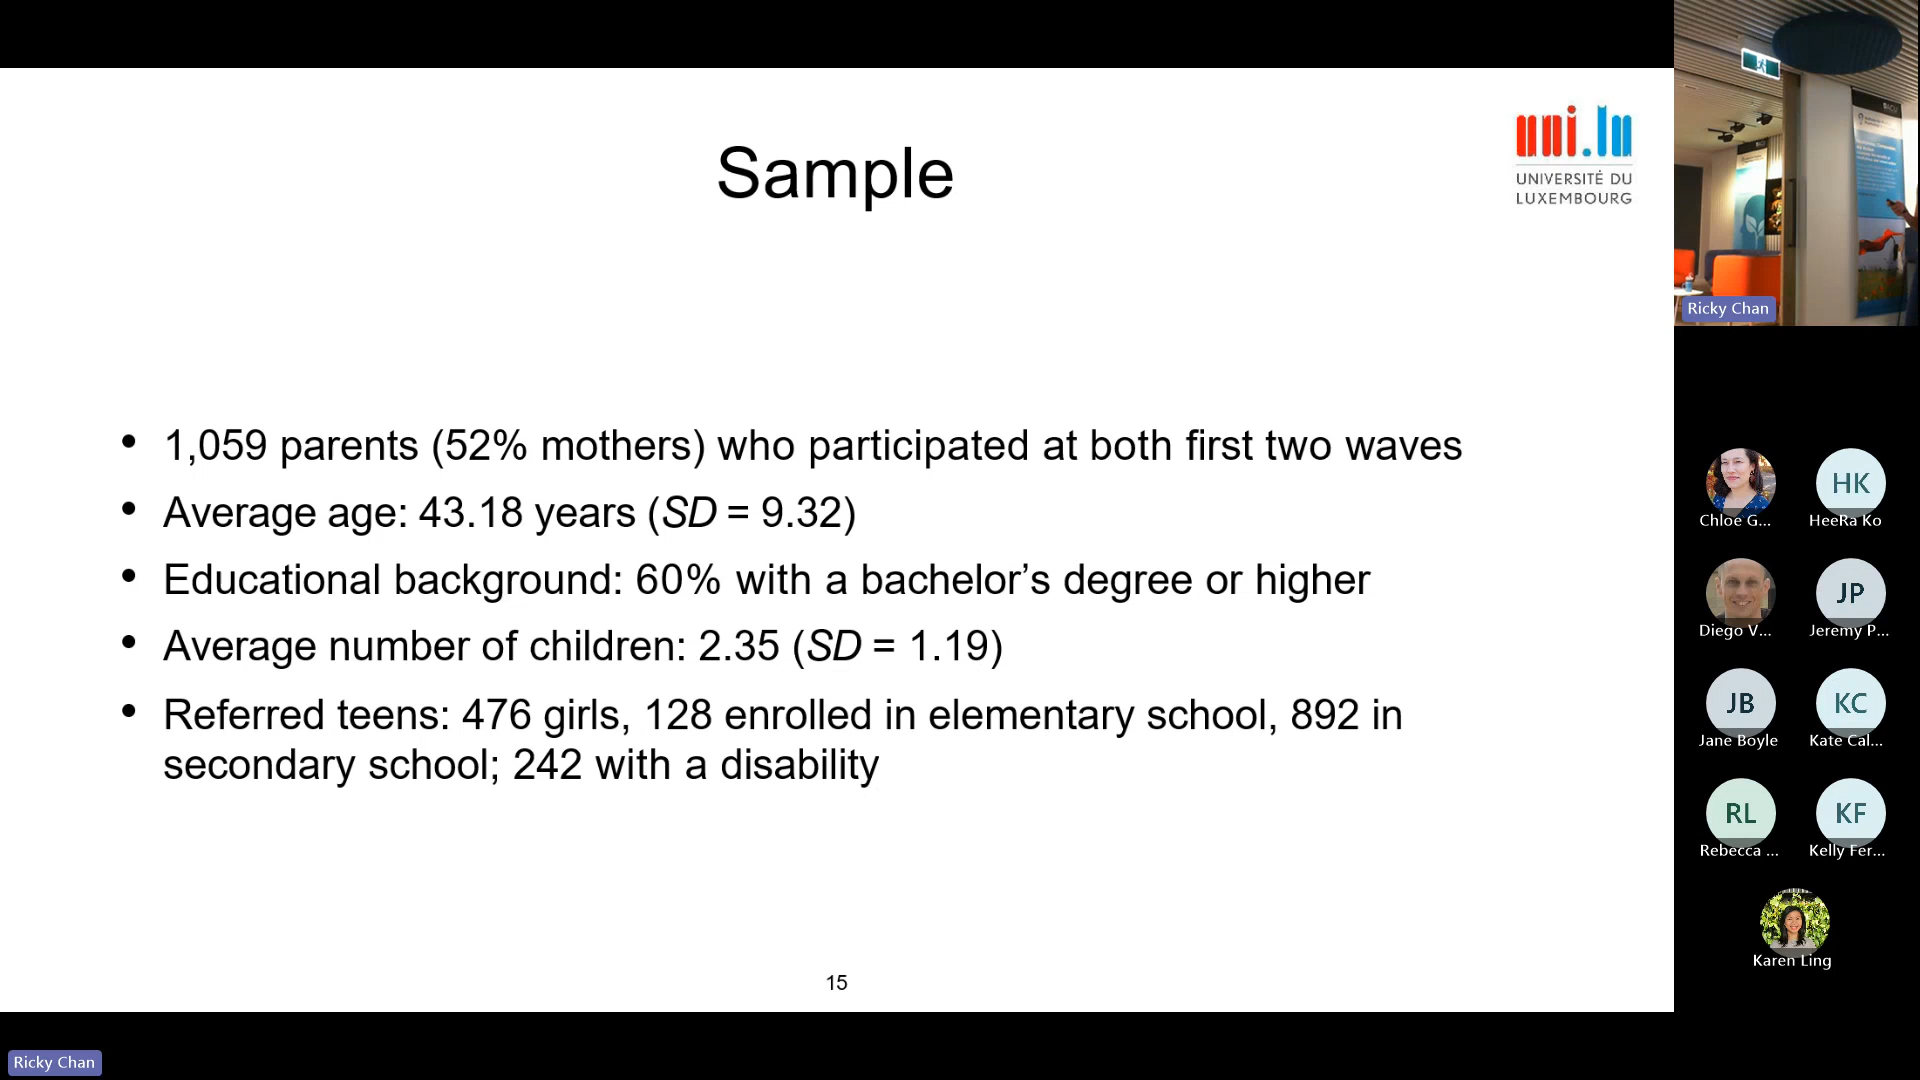 Sample
uni.lu
UNIVERSITÉ DU
LUXEMBOURG
• 1,059 parents (52% mothers) who participated at both first two waves
• Average age: 43.18 years (SD = 9.32)
• Educational background: 60% with a bachelor’s degree or higher
• Average number of children: 2.35 (SD = 1.19)
• Referred teens: 476 girls, 128 enrolled in elementary school, 892 in
secondary school; 242 with a disability
15
Ricky Chan
Ricky Chan
Chloe G...
HK
HeeRa Ko
Diego V...
JP
Jeremy P...
JB
Jane Boyle
KC
Kate Cal...
RL
Rebecca ...
KF
Kelly Fer...
Karen Ling